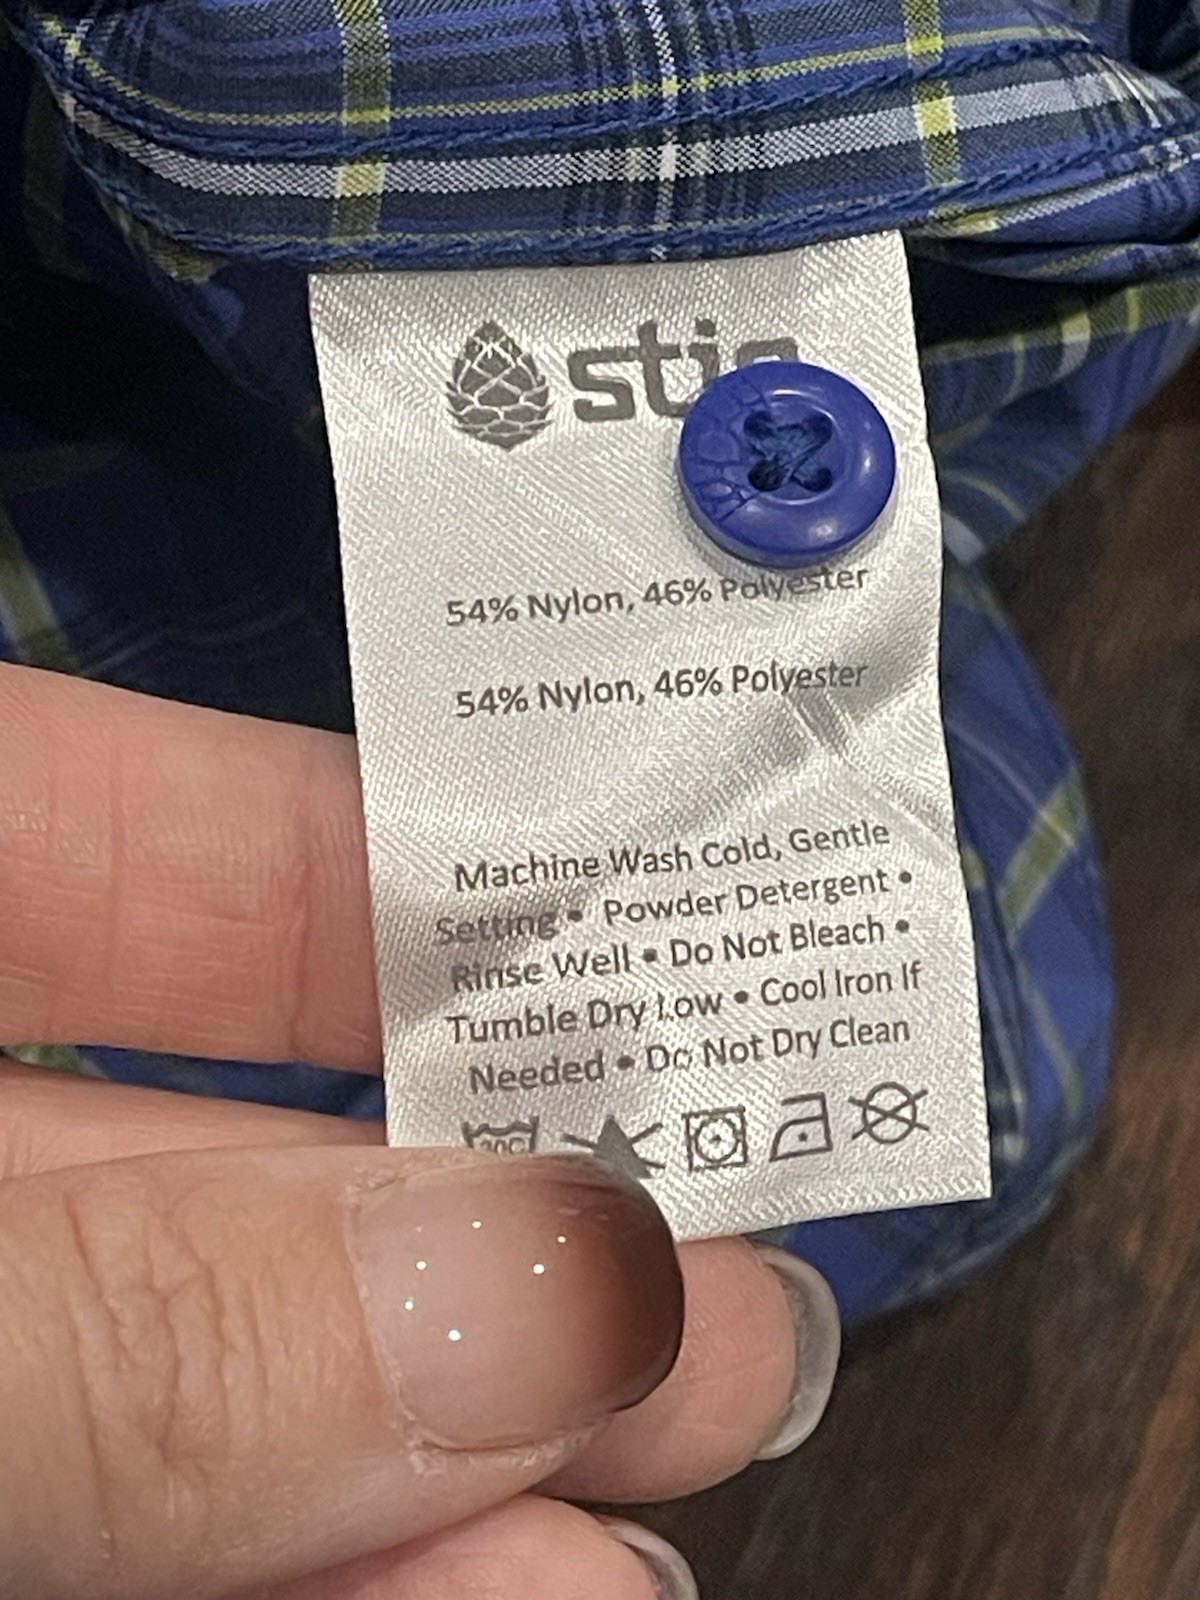 54% Nylon, 46% Polyester
54% Nylon, 46% Polyester
Machine Wash Cold, Gentle
Setting • Powder Detergent •
Rinse Well • Do Not Bleach •
Tumble Dry Low • Cool Iron If
Needed • Do Not Dry Clean